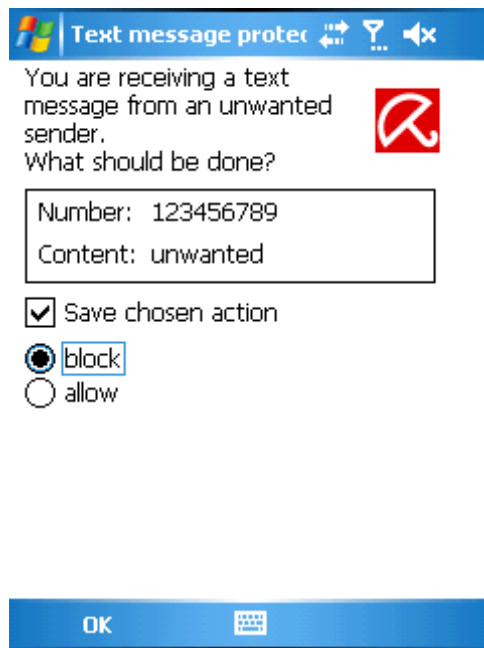 Text message protec
You are receiving a text
message from an unwanted
sender.
What should be done?
Number: 123456789
Content: unwanted
Save chosen action
block
allow
OK